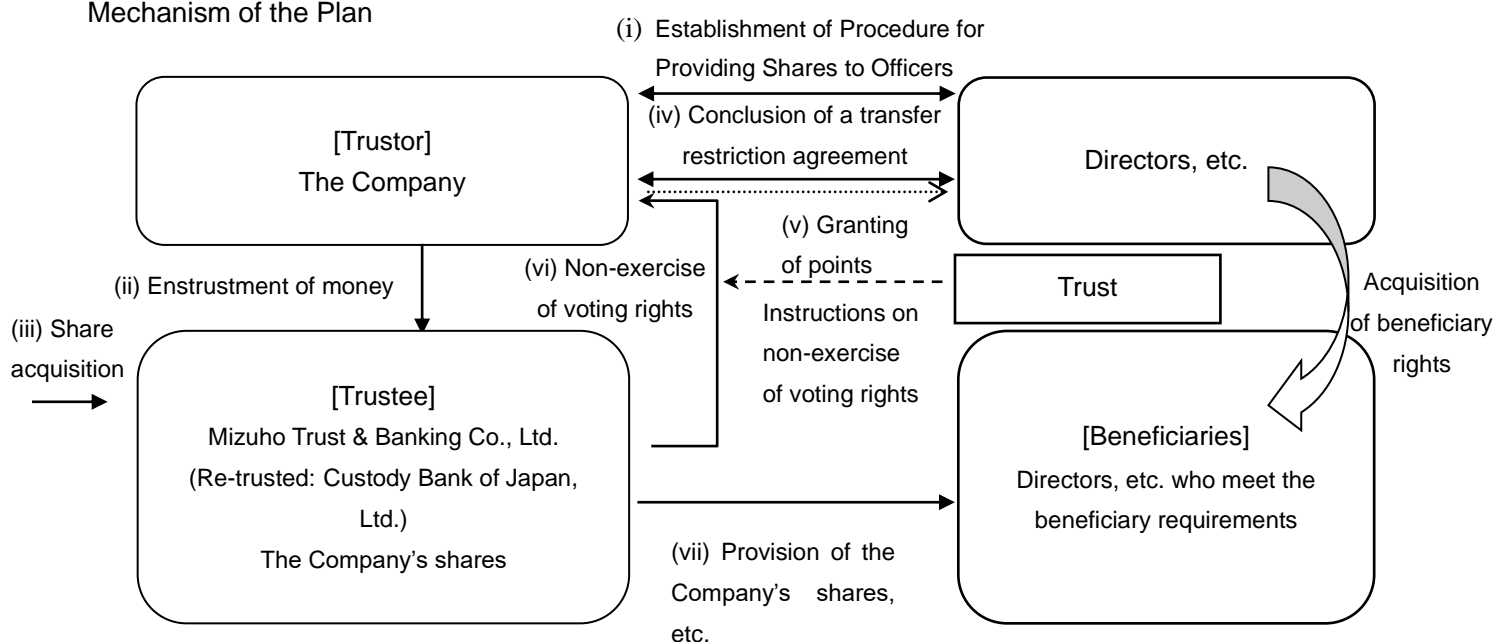 Mechanism of the Plan
(i) Establishment of Procedure for
Providing Shares to Officers
[Trustor]
The Company
(iv) Conclusion of a transfer
restriction agreement
Directors, etc.
(v) Granting
of points
(ii) Enstrustment of money
(vi) Non-exercise
of voting rights
Trust
Instructions on
non-exercise
of voting rights
Acquisition
of beneficiary
rights
(iii) Share
acquisition
[Trustee]
Mizuho Trust & Banking Co., Ltd.
(Re-trusted: Custody Bank of Japan,
Ltd.)
The Company’s shares
[Beneficiaries]
Directors, etc. who meet the
beneficiary requirements
(vii) Provision of the
Company’s shares,
etc.